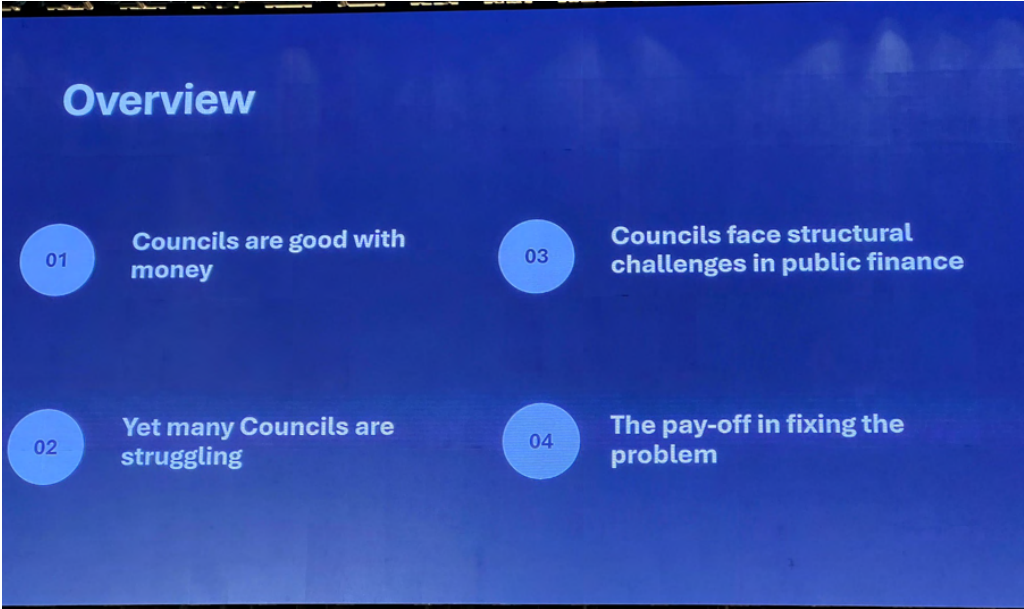 Overview
01
Councils are good with
money
02
Yet many Councils are
struggling
03
Councils face structural
challenges in public finance
04
The pay-off in fixing the
problem